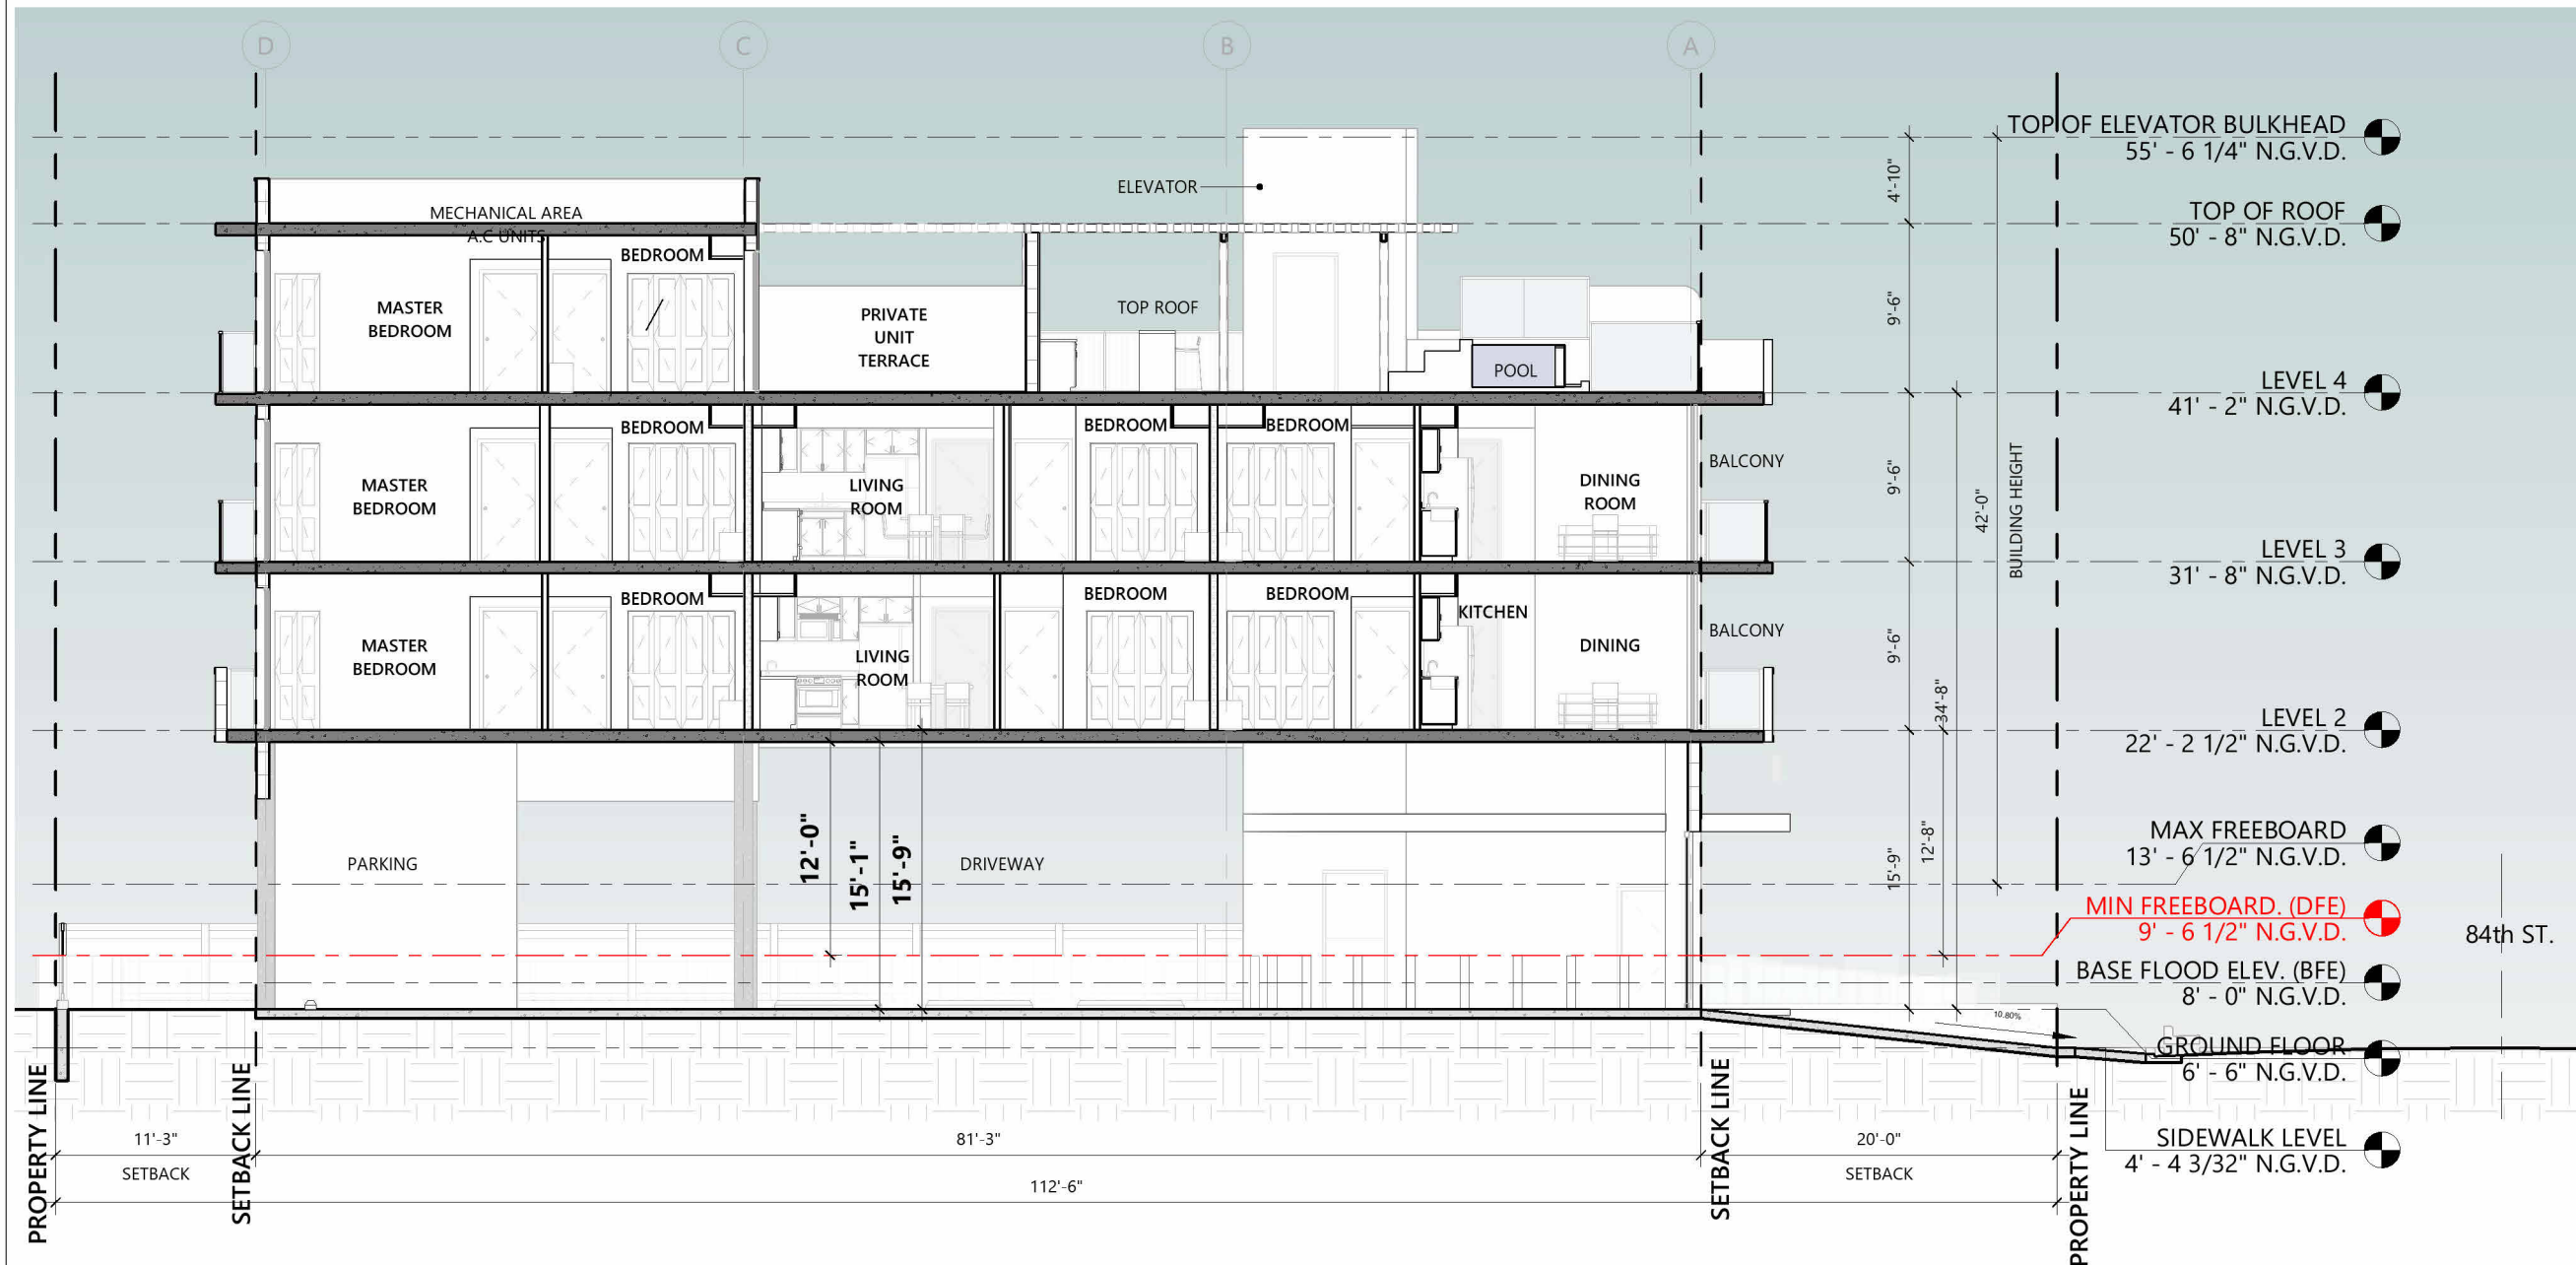 D
C
B
A
TOP OF ELEVATOR BULKHEAD
55' - 6 1/4" N.G.V.D.
4'-10"
ELEVATOR
TOP OF ROOF
50' - 8" N.G.V.D.
MECHANICAL AREA
A.C UNITS
BEDROOM
MASTER
BEDROOM
PRIVATE
UNIT
TERRACE
TOP ROOF
POOL
9'-6"
LEVEL 4
41' - 2" N.G.V.D.
BEDROOM
BEDROOM
BEDROOM
MASTER
BEDROOM
LIVING
ROOM
DINING
ROOM
BALCONY
9'-6"
42'-0"
BUILDING HEIGHT
LEVEL 3
31' - 8" N.G.V.D.
BEDROOM
BEDROOM
BEDROOM
KITCHEN
MASTER
BEDROOM
LIVING
ROOM
DINING
BALCONY
9'-6"
34'-8"
LEVEL 2
22' - 2 1/2" N.G.V.D.
PARKING
12'-0"
15'-1"
15'-9"
DRIVEWAY
15'-9"
12'-8"
MAX FREEBOARD
13' - 6 1/2" N.G.V.D.
MIN FREEBOARD. (DFE)
9' - 6 1/2" N.G.V.D.
84th ST.
BASE FLOOD ELEV. (BFE)
8' - 0" N.G.V.D.
10.80%
GROUND FLOOR
6' - 6" N.G.V.D.
SIDEWALK LEVEL
4' - 4 3/32" N.G.V.D.
PROPERTY LINE
SETBACK LINE
SETBACK LINE
PROPERTY LINE
11'-3"
81'-3"
20'-0"
SETBACK
SETBACK
112'-6"